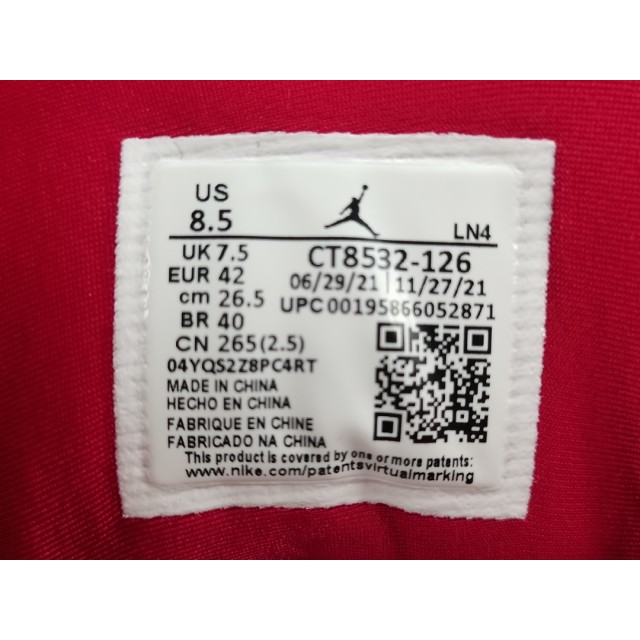 US
8.5
LN4
UK 7.5
CT8532-126
EUR 42
06/29/21 11/27/21
cm 26.5
UPC 00195866052871
BR 40
CN 265(2.5)
04YQS2Z8PC4RT
MADE IN CHINA
HECHO EN CHINA
FABRIQUE EN CHINE
FABRICADO NA CHINA
This product is covered by one or more patents:
www.nike.com/patentsvirtualmarking